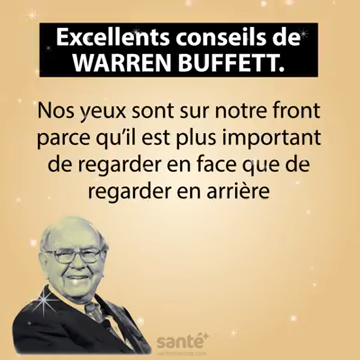 Excellents conseils de
WARREN BUFFETT.
Nos yeux sont sur notre front
parce qu'il est plus important
de regarder en face que de
regarder en arrière
santé+